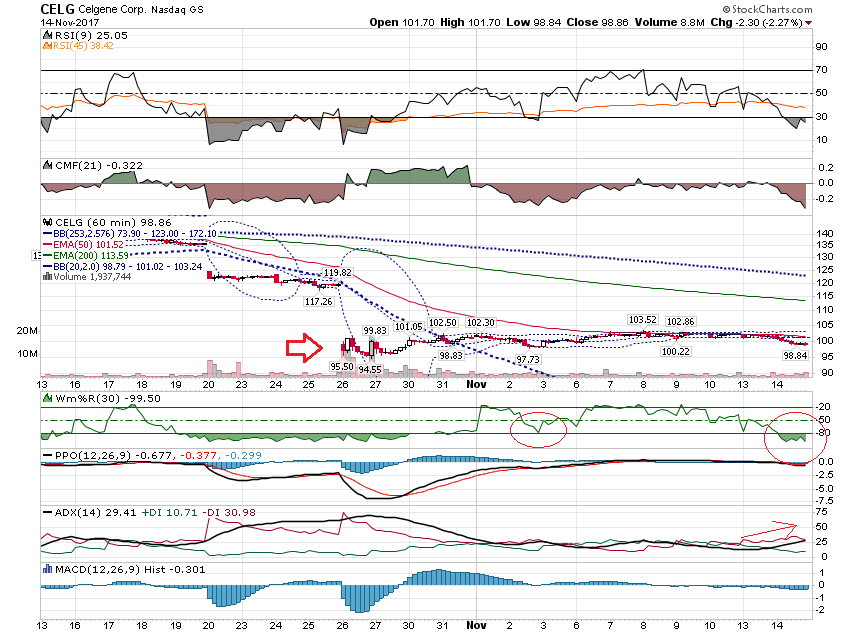 CELG Celgene Corp. Nasdaq GS © StockCharts.com
14-Nov-2017 Open 101.70 High 101.70 Low 98.84 Close 98.86 Volume 8.8M Chg -2.30 (-2.27%)
RSI(9) 25.05
RSI(45) 38.42
90
70
50
30
10
CMF(21) -0.322
0.2
0.0
-0.2
CELG (60 min) 98.86
BB(253,2.576) 73.90 - 123.00 - 172.10
EMA(50) 101.52
EMA(200) 113.59
BB(20,2.0) 98.79 - 101.02 - 103.24
Volume 1,937,744
140
135
130
125
120
115
110
105
100
95
90
20M
10M
119.82
117.26
99.83
101.05
102.50
102.30
103.52
102.86
95.50
94.55
98.83
97.73
100.22
98.84
13 16 17 18 19 20 23 24 25 26 27 30 31 Nov 2 3 6 7 8 9 10 13 14
Wm%R(30) -99.50
-20
-50
-80
PPO(12,26,9) -0.677, -0.377, -0.299
0.0
-2.5
-5.0
-7.5
ADX(14) 29.41 +DI 10.71 -DI 30.98
75
50
25
0
MACD(12,26,9) Hist -0.301
1
0
-1
-2
13 16 17 18 19 20 23 24 25 26 27 30 31 Nov 2 3 6 7 8 9 10 13 14